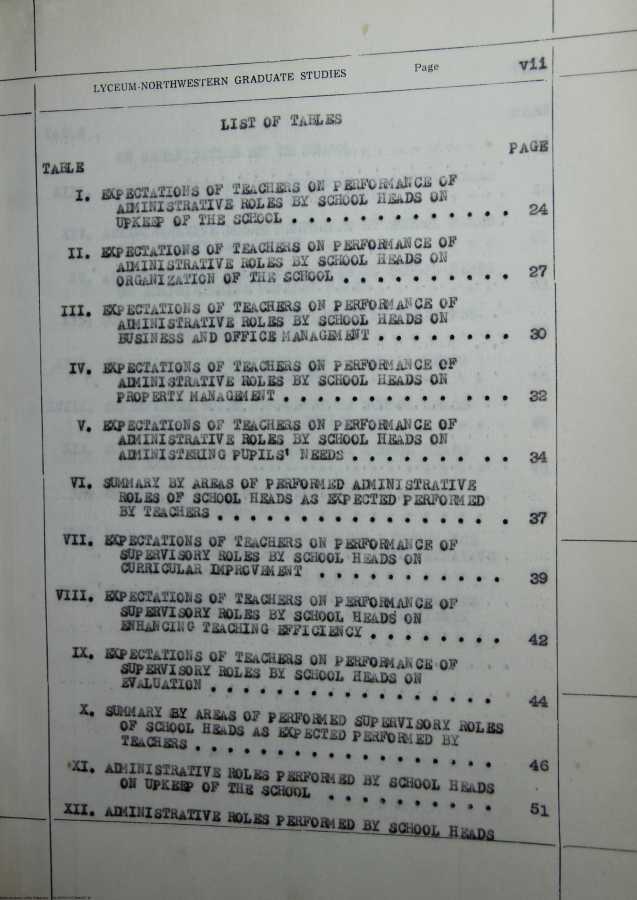 LYCEUM-NORTHWESTERN GRADUATE STUDIES Page vii
LIST OF TABLES
PAGE
TABLE
I. EXPECTATIONS OF TEACHERS ON PERFORMANCE OF
ADMINISTRATIVE ROLES BY SCHOOL HEADS ON
UPKEEP OF THE SCHOOL . . . . . . . . . . . . . 24
II. EXPECTATIONS OF TEACHERS ON PERFORMANCE OF
ADMINISTRATIVE ROLES BY SCHOOL HEADS ON
ORGANIZATION OF THE SCHOOL . . . . . . . . . . 27
III. EXPECTATIONS OF TEACHERS ON PERFORMANCE OF
ADMINISTRATIVE ROLES BY SCHOOL HEADS ON
BUSINESS AND OFFICE MANAGEMENT . . . . . . . . 30
IV. EXPECTATIONS OF TEACHERS ON PERFORMANCE OF
ADMINISTRATIVE ROLES BY SCHOOL HEADS ON
PROPERTY MANAGEMENT . . . . . . . . . . . . . 32
V. EXPECTATIONS OF TEACHERS ON PERFORMANCE OF
ADMINISTRATIVE ROLES BY SCHOOL HEADS ON
ADMINISTERING PUPILS' NEEDS . . . . . . . . . 34
VI. SUMMARY BY AREAS OF PERFORMED ADMINISTRATIVE
ROLES OF SCHOOL HEADS AS EXPECTED PERFORMED
BY TEACHERS . . . . . . . . . . . . . . . . . . 37
VII. EXPECTATIONS OF TEACHERS ON PERFORMANCE OF
SUPERVISORY ROLES BY SCHOOL HEADS ON
CURRICULAR IMPROVEMENT . . . . . . . . . . . 39
VIII. EXPECTATIONS OF TEACHERS ON PERFORMANCE OF
SUPERVISORY ROLES BY SCHOOL HEADS ON
ENHANCING TEACHING EFFICIENCY . . . . . . . . 42
IX. EXPECTATIONS OF TEACHERS ON PERFORMANCE OF
SUPERVISORY ROLES BY SCHOOL HEADS ON
EVALUATION . . . . . . . . . . . . . . . . . 44
X. SUMMARY BY AREAS OF PERFORMED SUPERVISORY ROLES
OF SCHOOL HEADS AS EXPECTED PERFORMED BY
TEACHERS . . . . . . . . . . . . . . . . . . 46
XI. ADMINISTRATIVE ROLES PERFORMED BY SCHOOL HEADS
ON UPKEEP OF THE SCHOOL . . . . . . . . . . 51
XII. ADMINISTRATIVE ROLES PERFORMED BY SCHOOL HEADS